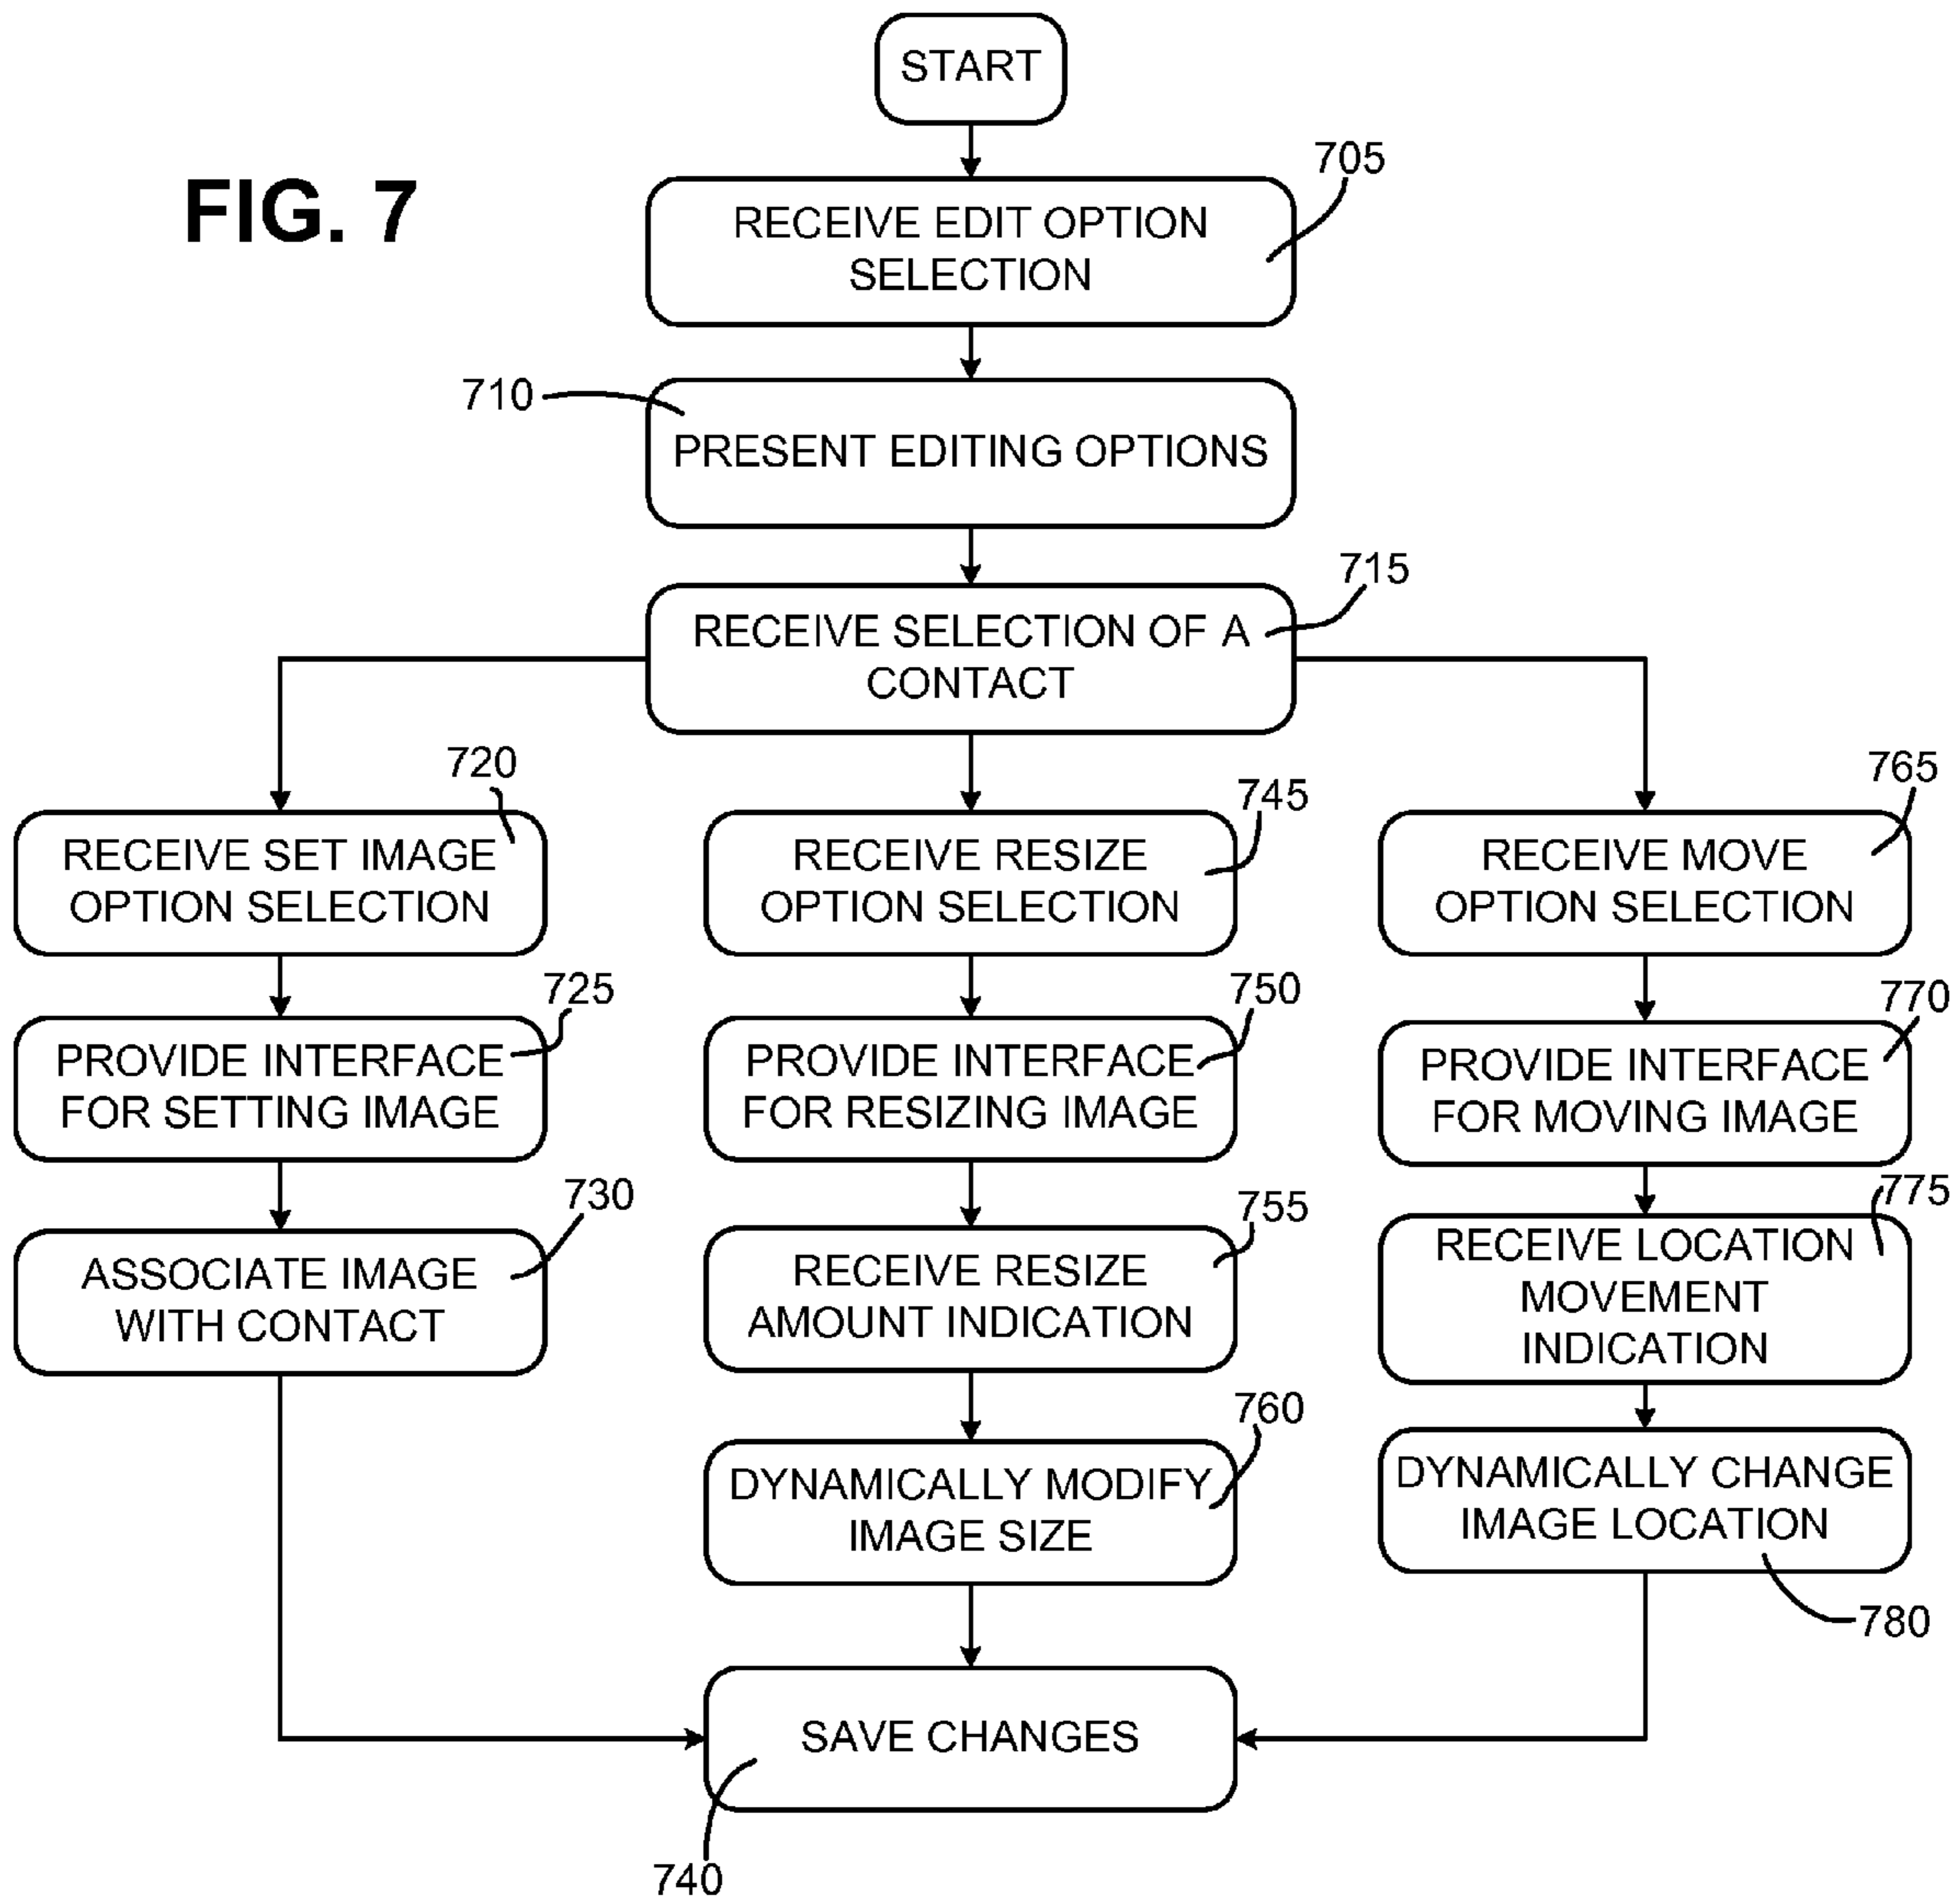 START
FIG. 7
705
RECEIVE EDIT OPTION
SELECTION
710
PRESENT EDITING OPTIONS
715
RECEIVE SELECTION OF A
CONTACT
720
RECEIVE SET IMAGE
OPTION SELECTION
725
PROVIDE INTERFACE
FOR SETTING IMAGE
730
ASSOCIATE IMAGE
WITH CONTACT
745
RECEIVE RESIZE
OPTION SELECTION
750
PROVIDE INTERFACE
FOR RESIZING IMAGE
755
RECEIVE RESIZE
AMOUNT INDICATION
760
DYNAMICALLY MODIFY
IMAGE SIZE
765
RECEIVE MOVE
OPTION SELECTION
770
PROVIDE INTERFACE
FOR MOVING IMAGE
775
RECEIVE LOCATION
MOVEMENT
INDICATION
DYNAMICALLY CHANGE
IMAGE LOCATION
780
SAVE CHANGES
740